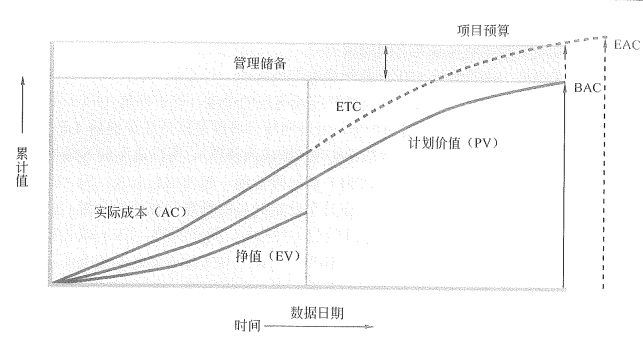 项目预算
EAC
管理储备
BAC
ETC
计划价值（PV）
累计值
实际成本（AC）
挣值（EV）
数据日期
时间